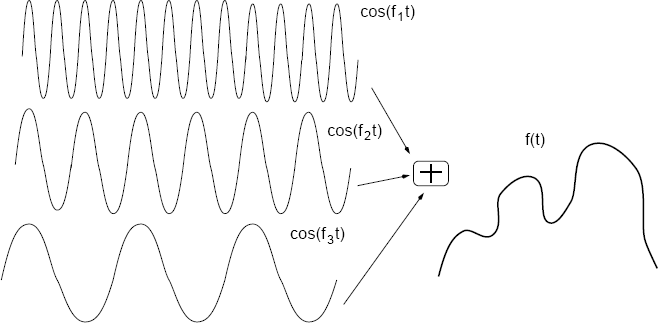 cos(f₁t)
cos(f₂t)
f(t)
+
cos(f₃t)